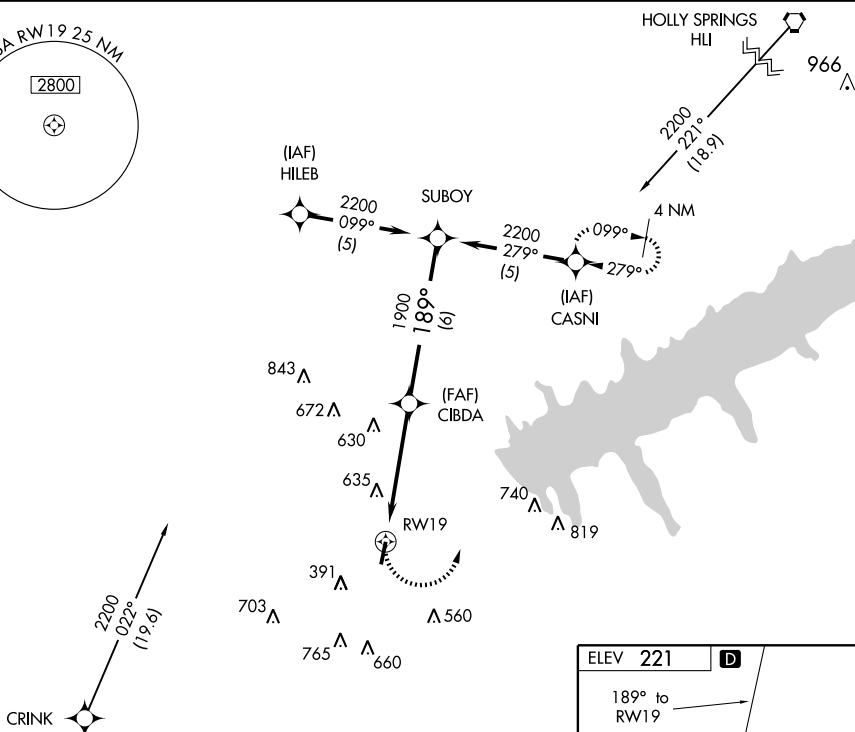 HOLLY SPRINGS
HLI
RW19 25 NM
2800
966
2200
221°
(18.9)
(IAF)
HILEB
2200
099°
(5)
SUBOY
2200
279°
(5)
4 NM
099°
279°
(IAF)
CASNI
1900
189°
(6)
843
672
630
(FAF)
CIBDA
635
740
819
RW19
391
703
560
765
660
2200
022°
(19.6)
CRINK
ELEV 221
D
189° to
RW19